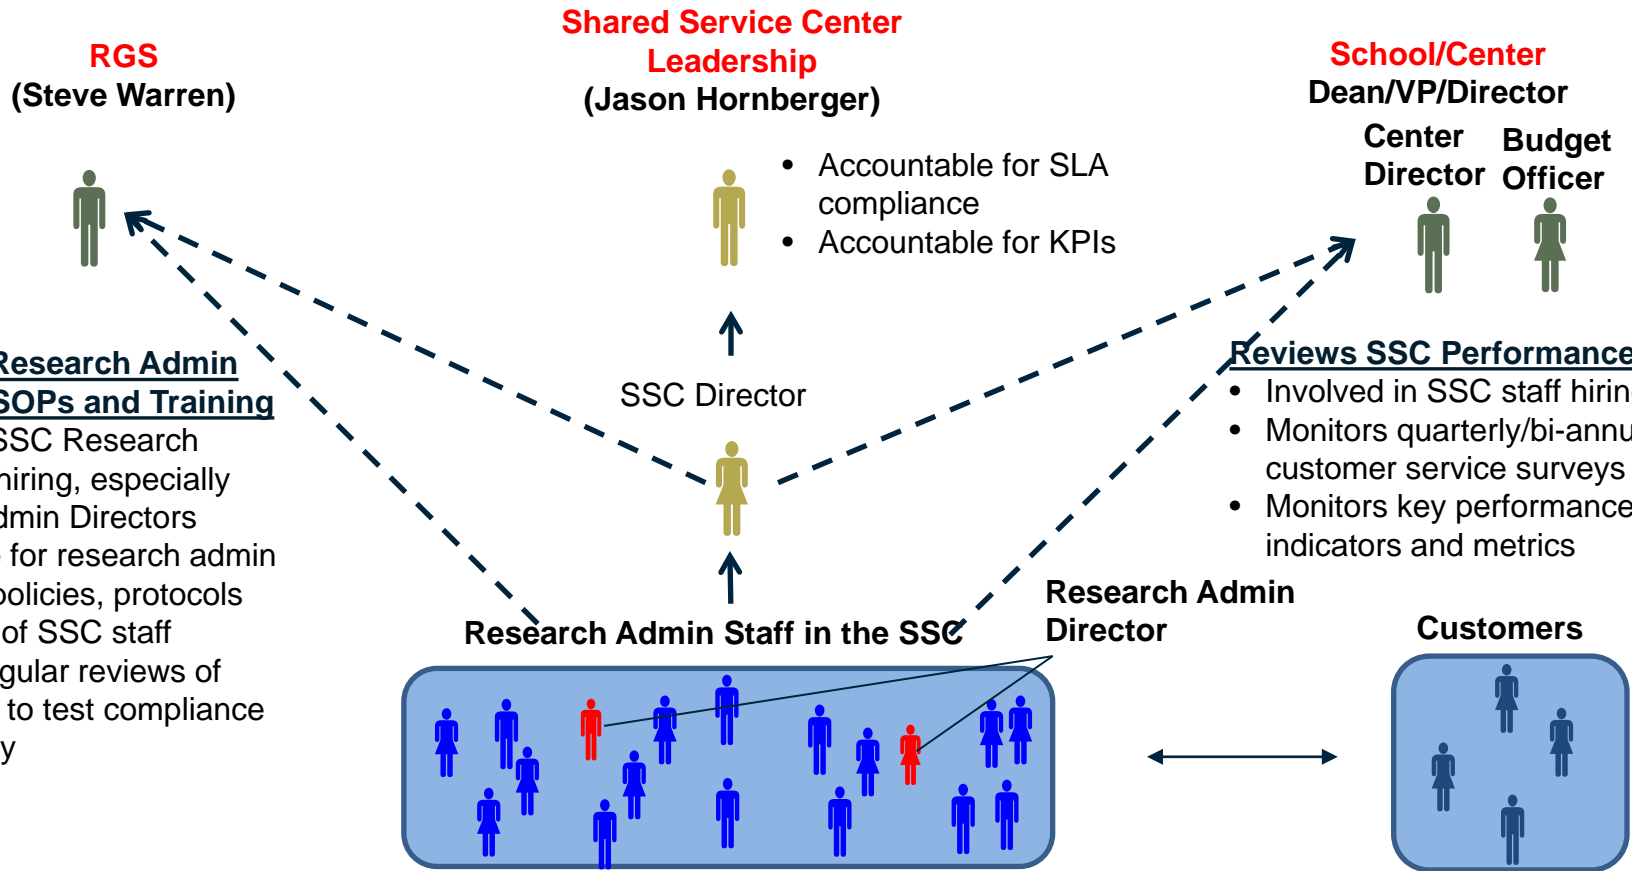 RGS
(Steve Warren)
Shared Service Center
Leadership
(Jason Hornberger)
• Accountable for SLA
compliance
• Accountable for KPIs
School/Center
Dean/VP/Director
Center
Director
Budget
Officer
Research Admin
SOPs and Training
SSC Research
hiring, especially
dmin Directors
for research admin
policies, protocols
of SSC staff
gular reviews of
to test compliance
y
SSC Director
Reviews SSC Performance
• Involved in SSC staff hirin
• Monitors quarterly/bi-annu
customer service surveys
• Monitors key performance
indicators and metrics
Research Admin Staff in the SSC
Research Admin
Director
Customers